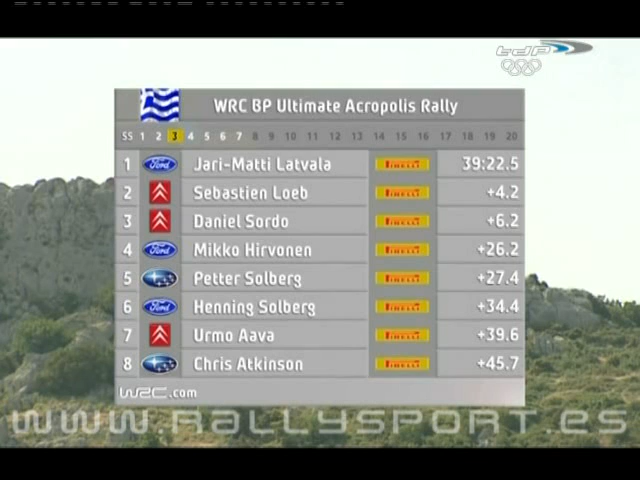 tdp
WRC BP Ultimate Acropolis Rally
SS 1 2 3 4 5 6 7 8 9 10 11 12 13 14 15 16 17 18 19 20
1 Ford Jari-Matti Latvala PIRELLI 39:22.5
2 Sebastien Loeb PIRELLI +4.2
3 Daniel Sordo PIRELLI +6.2
4 Ford Mikko Hirvonen PIRELLI +26.2
5 Petter Solberg PIRELLI +27.4
6 Ford Henning Solberg PIRELLI +34.4
7 Urmo Aava PIRELLI +39.6
8 Chris Atkinson PIRELLI +45.7
WRC.com
WWW.RALLYSPORT.ES